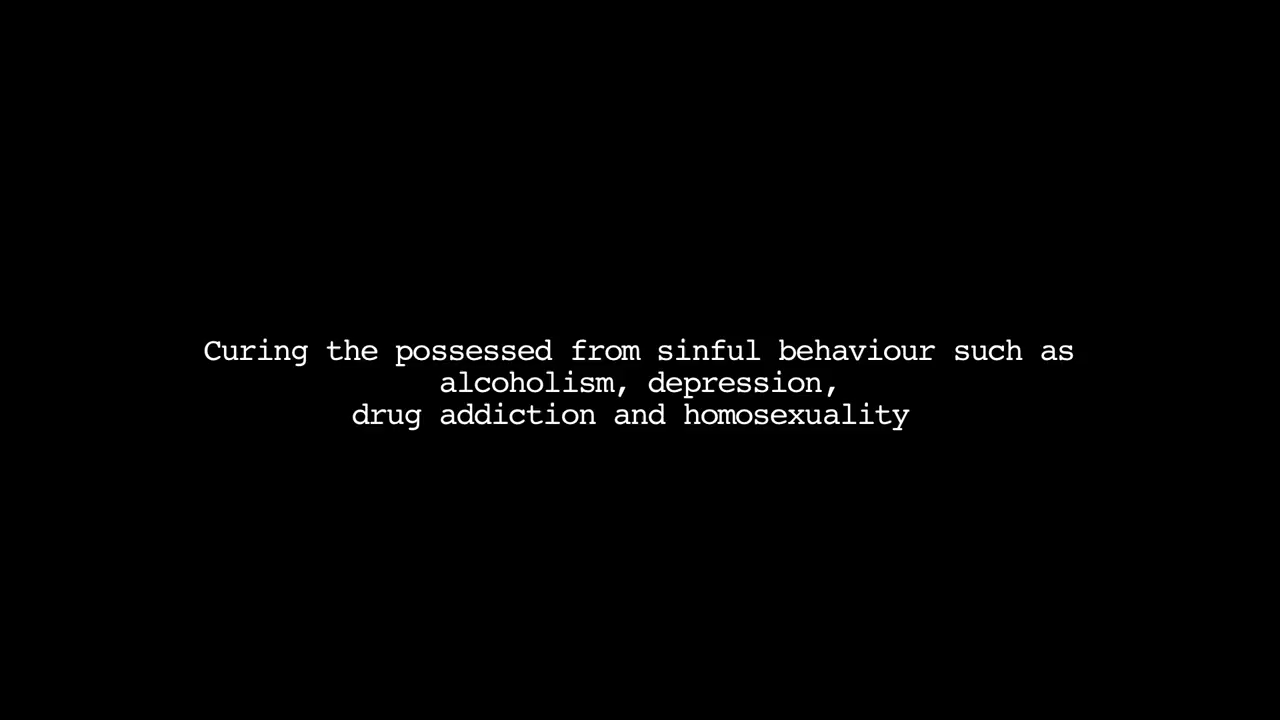 Curing the possessed from sinful behaviour such as
alcoholism, depression,
drug addiction and homosexuality